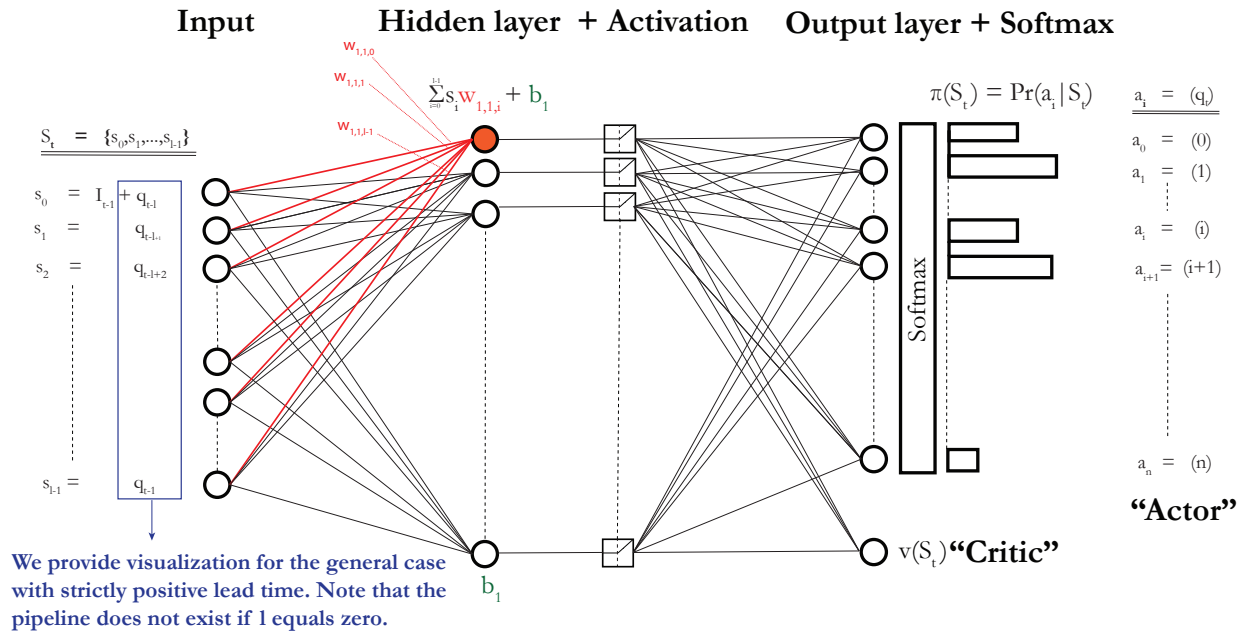 Input
Hidden layer + Activation
Output layer + Softmax
w1,1,0
w1,1,1
w1,1,l-1
l-1
∑ si w1,1,i + b1
i=0
π(St) = Pr(ai | St)
ai = (qt)
St = {s0,s1,...,sl-1}
s0 = It-1 + qt-l
s1 = qt-l+1
s2 = qt-l+2
sl-1 = qt-1
a0 = (0)
a1 = (1)
ai = (i)
ai+1 = (i+1)
an = (n)
Softmax
"Actor"
v(St) "Critic"
b1
We provide visualization for the general case
with strictly positive lead time. Note that the
pipeline does not exist if l equals zero.